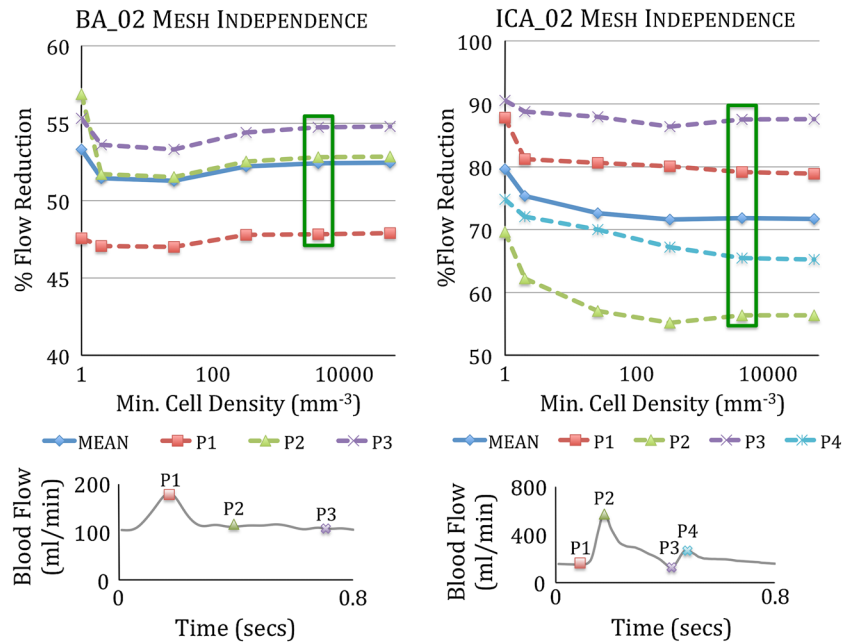 BA_02 MESH INDEPENDENCE
% Flow Reduction
60
55
50
45
40
1
100
10000
Min. Cell Density (mm-3)
MEAN
P1
P2
P3
Blood Flow
(ml/min)
200
100
0
P1
P2
P3
0
0.8
Time (secs)
ICA_02 MESH INDEPENDENCE
%Flow Reduction
100
90
80
70
60
50
1
100
10000
Min. Cell Density (mm-3)
MEAN
P1
P2
P3
P4
Blood Flow
(ml/min)
800
400
0
P1
P2
P3
P4
0
0.8
Time (secs)